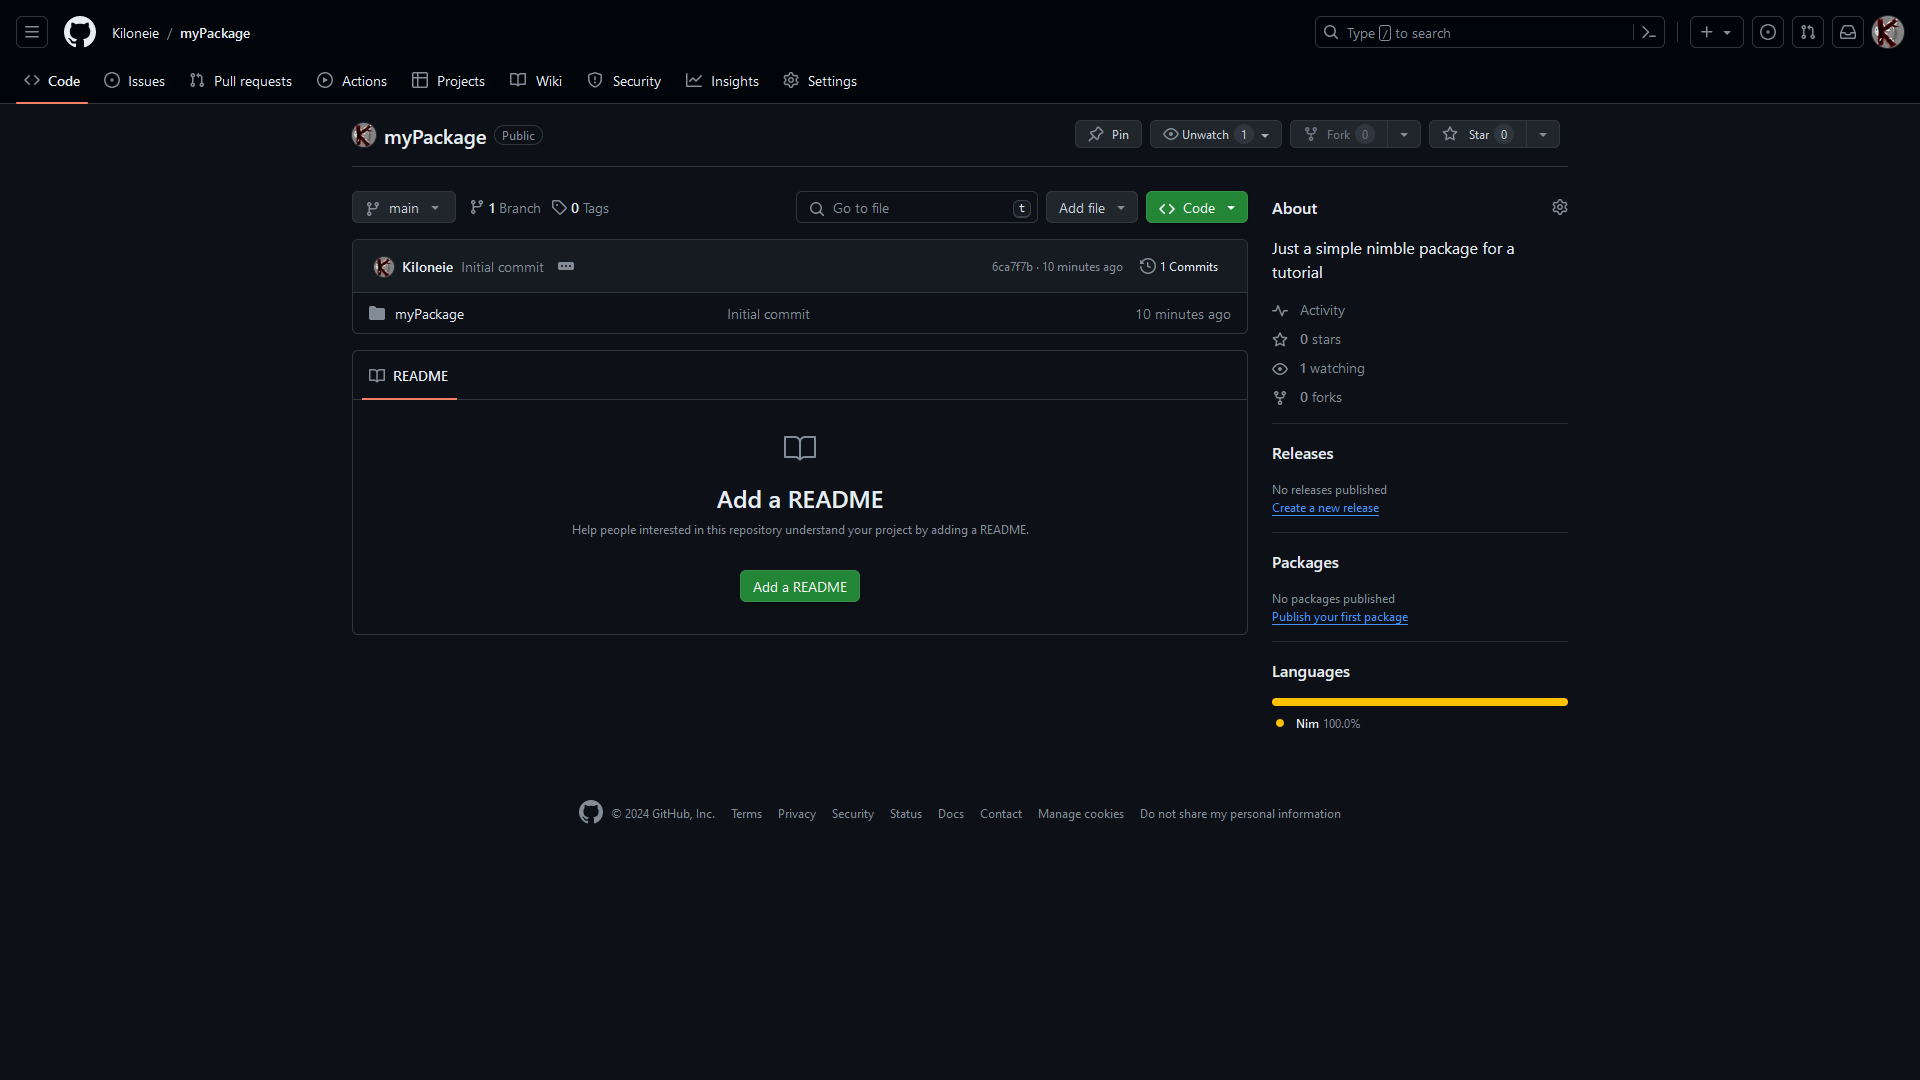 Kiloneie / myPackage
Type / to search
Code Issues Pull requests Actions Projects Wiki Security Insights Settings
myPackage Public
Pin Unwatch 1 Fork 0 Star 0
main 1 Branch 0 Tags
Go to file t Add file Code
Kiloneie Initial commit 6ca7f7b · 10 minutes ago 1 Commits
myPackage Initial commit 10 minutes ago
README
Add a README
Help people interested in this repository understand your project by adding a README.
Add a README
About
Just a simple nimble package for a
tutorial
Activity
0 stars
1 watching
0 forks
Releases
No releases published
Create a new release
Packages
No packages published
Publish your first package
Languages
Nim 100.0%
© 2024 GitHub, Inc. Terms Privacy Security Status Docs Contact Manage cookies Do not share my personal information